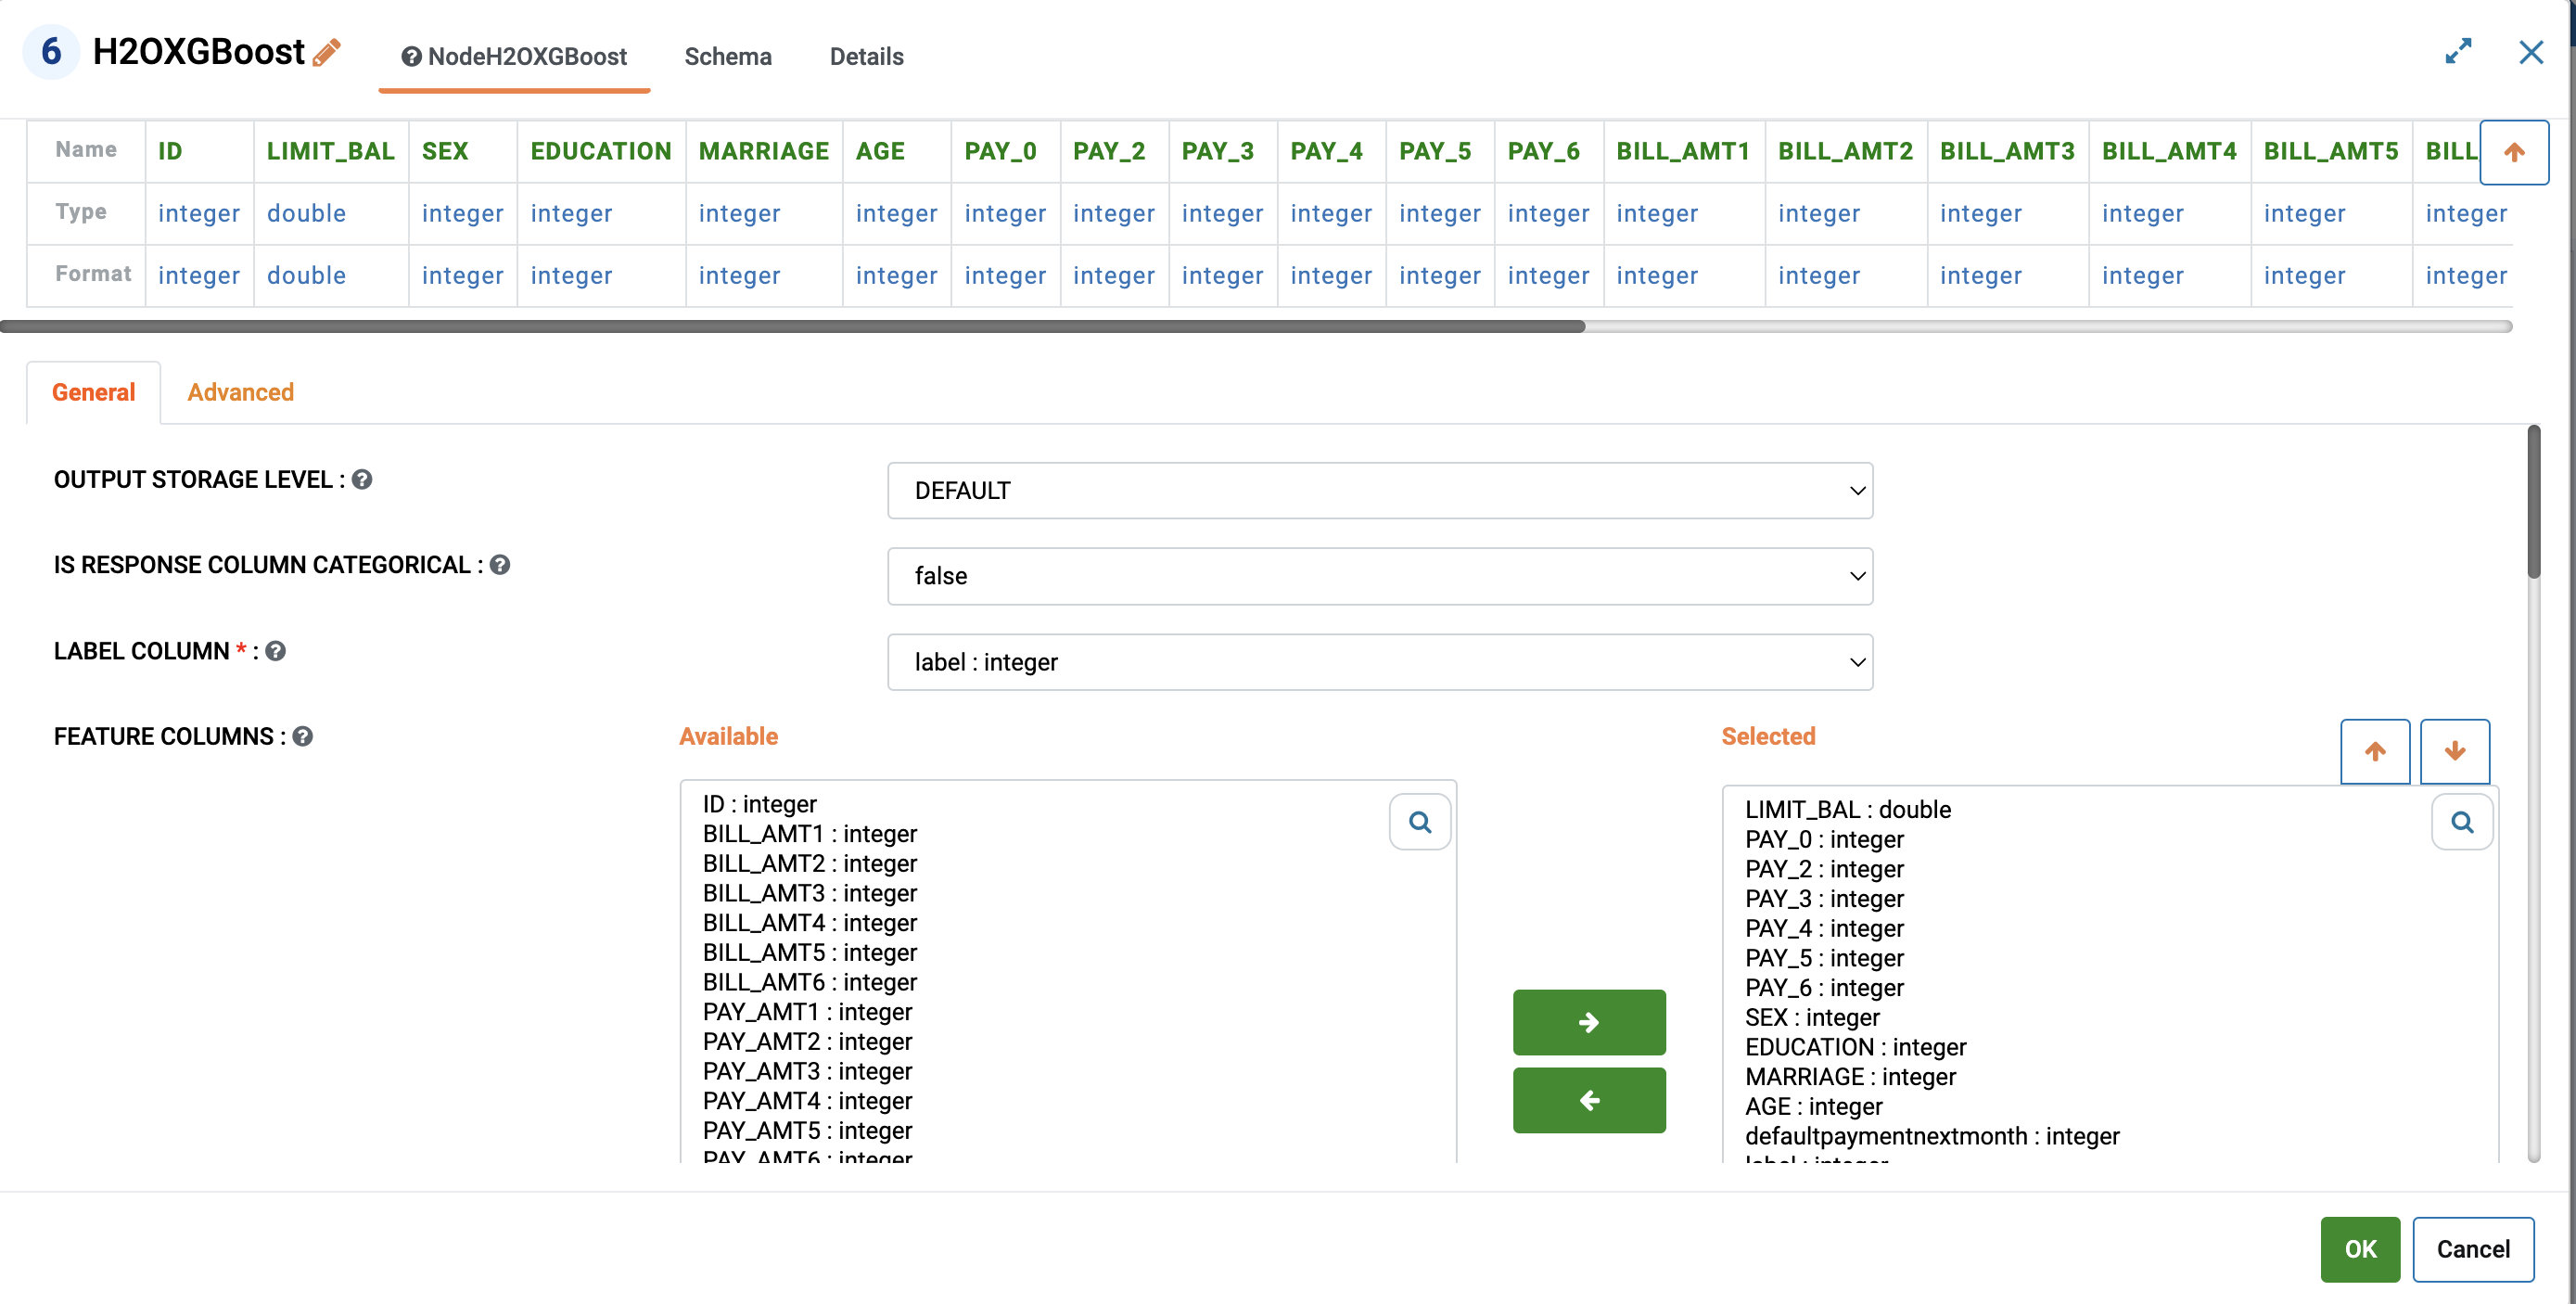 6 H2OXGBoost NodeH2OXGBoost Schema Details
Name ID LIMIT_BAL SEX EDUCATION MARRIAGE AGE PAY_0 PAY_2 PAY_3 PAY_4 PAY_5 PAY_6 BILL_AMT1 BILL_AMT2 BILL_AMT3 BILL_AMT4 BILL_AMT5 BILL
Type integer double integer integer integer integer integer integer integer integer integer integer integer integer integer integer integer integer
Format integer double integer integer integer integer integer integer integer integer integer integer integer integer integer integer integer integer
General Advanced
OUTPUT STORAGE LEVEL : DEFAULT
IS RESPONSE COLUMN CATEGORICAL : false
LABEL COLUMN * : label : integer
FEATURE COLUMNS : Available Selected
ID : integer
BILL_AMT1 : integer
BILL_AMT2 : integer
BILL_AMT3 : integer
BILL_AMT4 : integer
BILL_AMT5 : integer
BILL_AMT6 : integer
PAY_AMT1 : integer
PAY_AMT2 : integer
PAY_AMT3 : integer
PAY_AMT4 : integer
PAY_AMT5 : integer
PAY_AMT6 : integer
LIMIT_BAL : double
PAY_0 : integer
PAY_2 : integer
PAY_3 : integer
PAY_4 : integer
PAY_5 : integer
PAY_6 : integer
SEX : integer
EDUCATION : integer
MARRIAGE : integer
AGE : integer
defaultpaymentnextmonth : integer
label : integer
OK Cancel